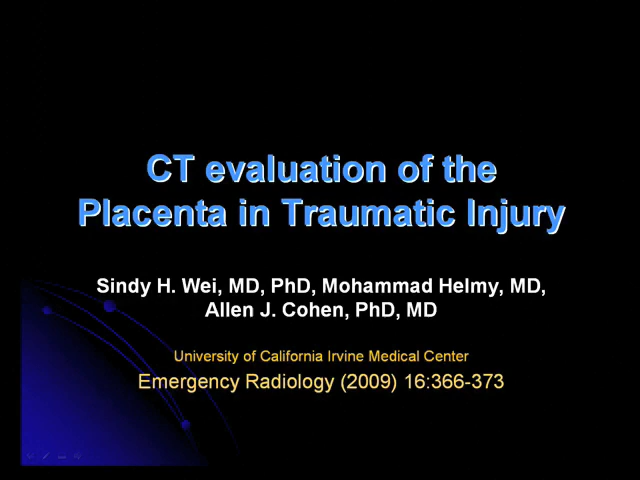 CT evaluation of the
Placenta in Traumatic Injury
Sindy H. Wei, MD, PhD, Mohammad Helmy, MD,
Allen J. Cohen, PhD, MD
University of California Irvine Medical Center
Emergency Radiology (2009) 16:366-373